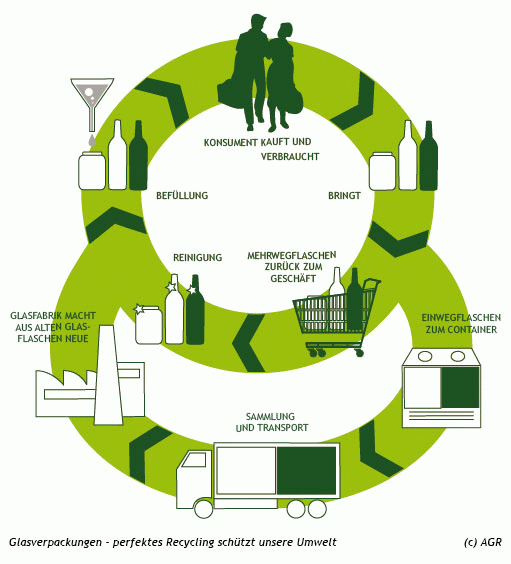 KONSUMENT KAUFT UND
VERBRAUCHT
BEFÜLLUNG
BRINGT
REINIGUNG
MEHRWEGFLASCHEN
ZURÜCK ZUM
GESCHÄFT
GLASFABRIK MACHT
AUS ALTEN GLAS-
FLASCHEN NEUE
EINWEGFLASCHEN
ZUM CONTAINER
SAMMLUNG
UND TRANSPORT
Glasverpackungen - perfektes Recycling schützt unsere Umwelt
(c) AGR